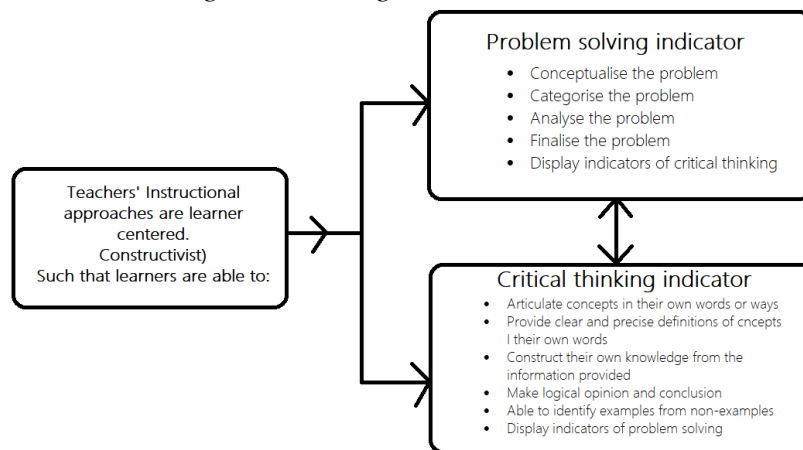 Problem solving indicator
• Conceptualise the problem
• Categorise the problem
• Analyse the problem
• Finalise the problem
• Display indicators of critical thinking
Teachers' Instructional
approaches are learner
centered.
Constructivist)
Such that learners are able to:
Critical thinking indicator
• Articulate concepts in their own words or ways
• Provide clear and precise definitions of cncepts
I their own words
• Construct their own knowledge from the
information provided
• Make logical opinion and conclusion
• Able to identify examples from non-examples
• Display indicators of problem solving